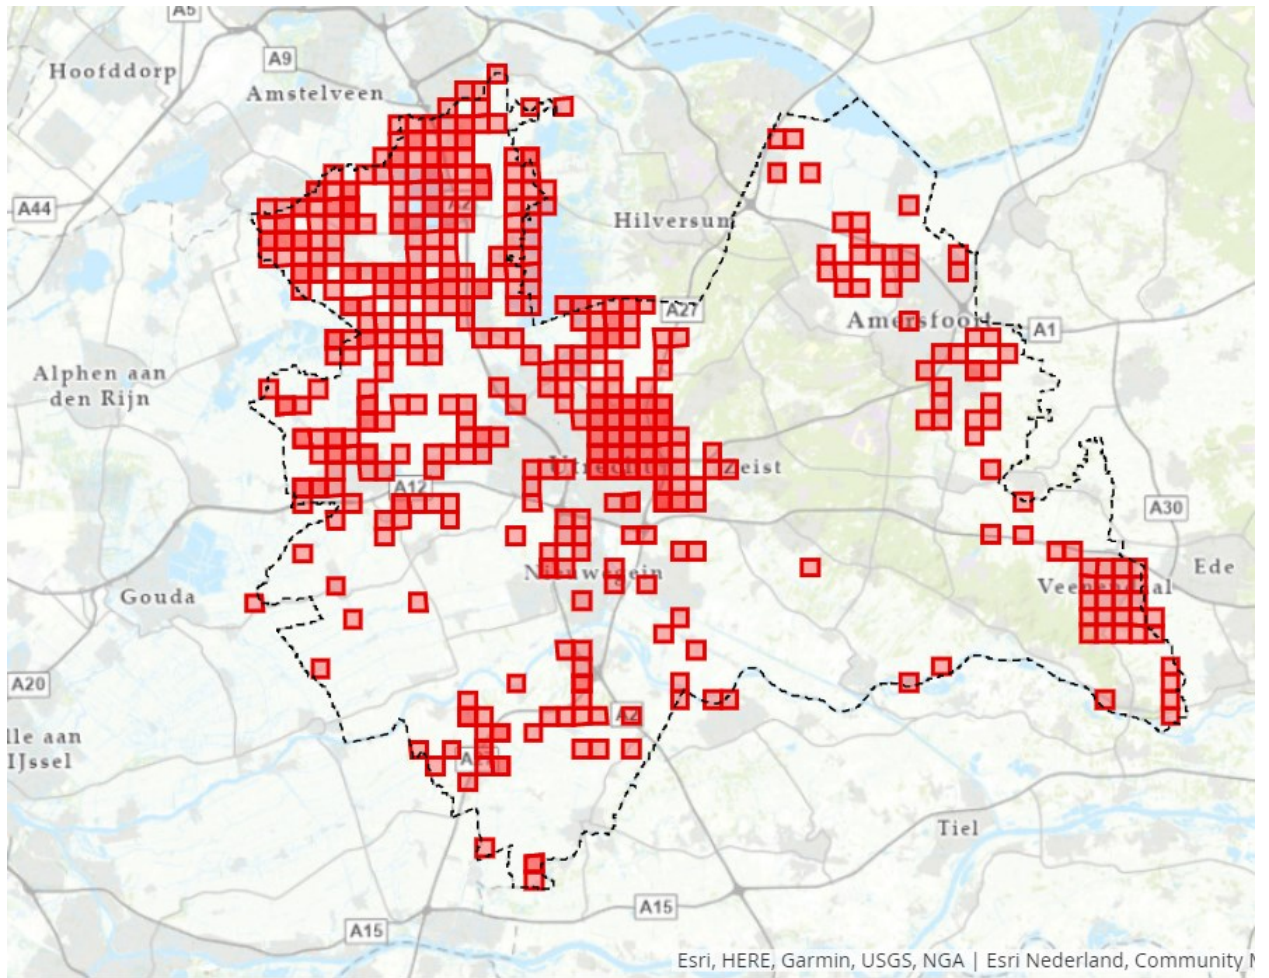 A5
A9
Hoofddorp
Amstelveen
A44
A2
Hilversum
A27
Amersfoort
A1
Alphen aan
den Rijn
Utrecht
Zeist
A12
A30
Nieuwegein
Ede
Gouda
A20
A2
lle aan
IJssel
Tiel
A15
A15
Esri, HERE, Garmin, USGS, NGA | Esri Nederland, Community M